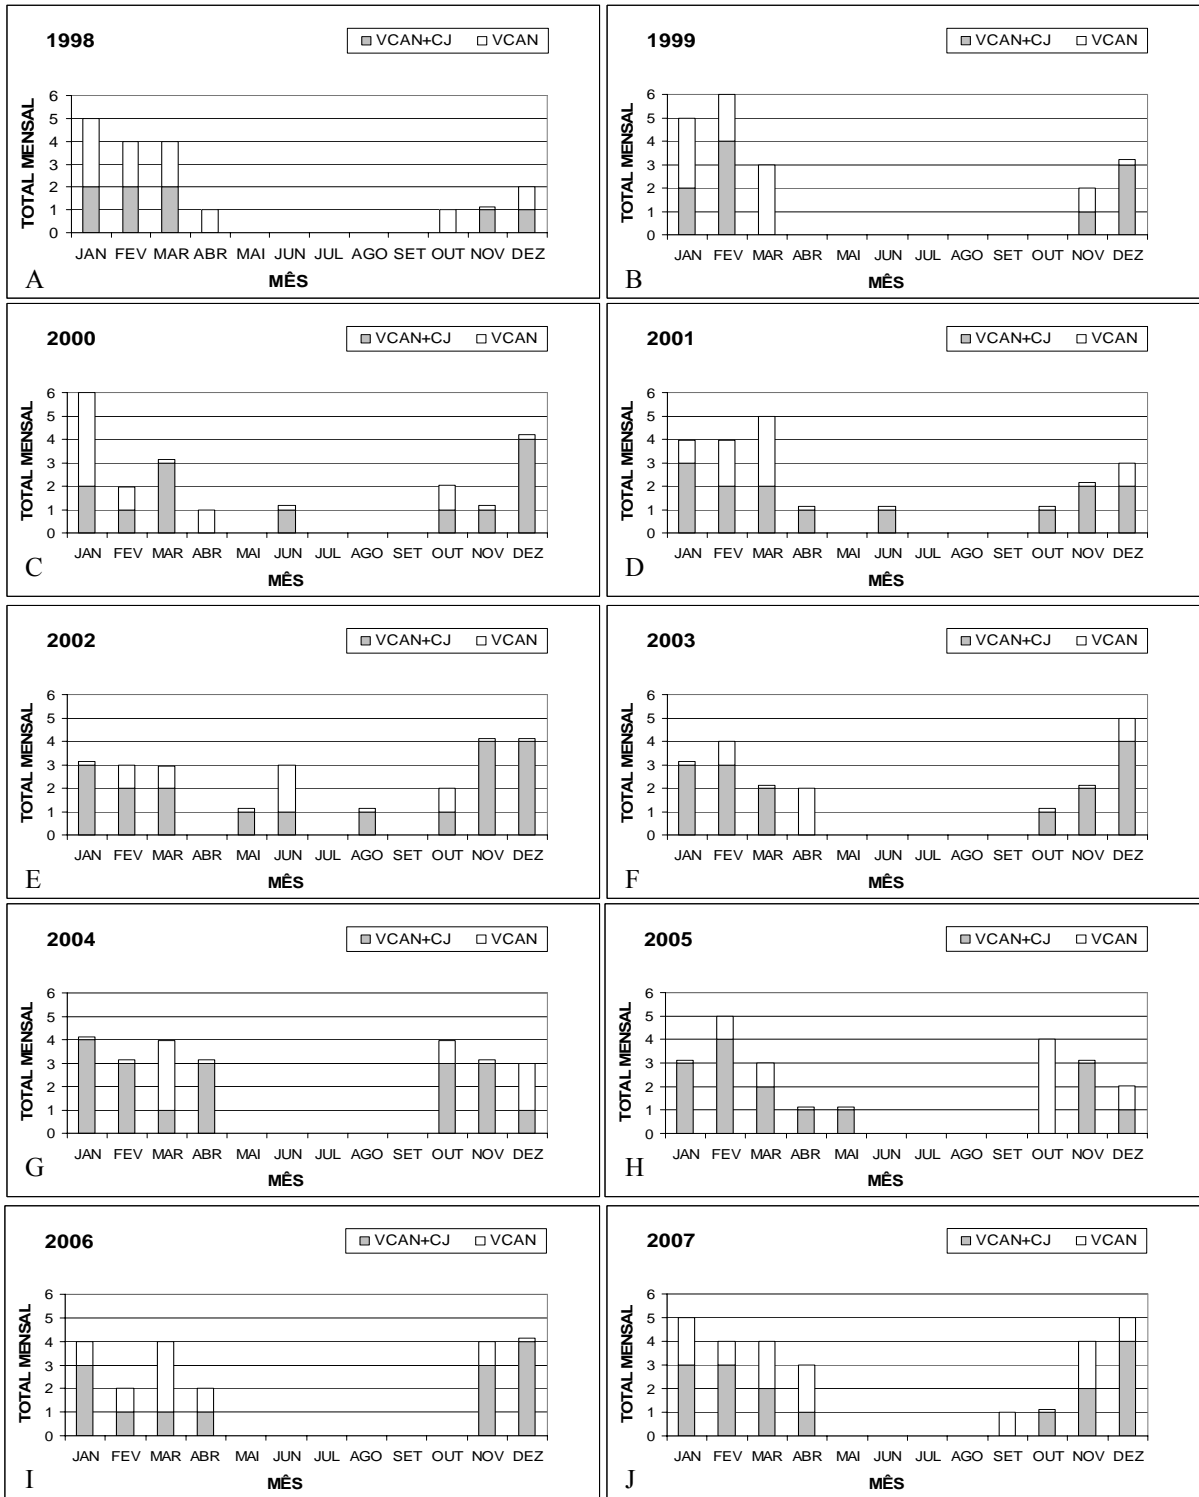 1998
VCAN+CJ VCAN
TOTAL MENSAL
6
5
4
3
2
1
0
JAN FEV MAR ABR MAI JUN JUL AGO SET OUT NOV DEZ
A MÊS
1999
VCAN+CJ VCAN
TOTAL MENSAL
6
5
4
3
2
1
0
JAN FEV MAR ABR MAI JUN JUL AGO SET OUT NOV DEZ
B MÊS
2000
VCAN+CJ VCAN
TOTAL MENSAL
6
5
4
3
2
1
0
JAN FEV MAR ABR MAI JUN JUL AGO SET OUT NOV DEZ
C MÊS
2001
VCAN+CJ VCAN
TOTAL MENSAL
6
5
4
3
2
1
0
JAN FEV MAR ABR MAI JUN JUL AGO SET OUT NOV DEZ
D MÊS
2002
VCAN+CJ VCAN
TOTAL MENSAL
6
5
4
3
2
1
0
JAN FEV MAR ABR MAI JUN JUL AGO SET OUT NOV DEZ
E MÊS
2003
VCAN+CJ VCAN
TOTAL MENSAL
6
5
4
3
2
1
0
JAN FEV MAR ABR MAI JUN JUL AGO SET OUT NOV DEZ
F MÊS
2004
VCAN+CJ VCAN
TOTAL MENSAL
6
5
4
3
2
1
0
JAN FEV MAR ABR MAI JUN JUL AGO SET OUT NOV DEZ
G MÊS
2005
VCAN+CJ VCAN
TOTAL MENSAL
6
5
4
3
2
1
0
JAN FEV MAR ABR MAI JUN JUL AGO SET OUT NOV DEZ
H MÊS
2006
VCAN+CJ VCAN
TOTAL MENSAL
6
5
4
3
2
1
0
JAN FEV MAR ABR MAI JUN JUL AGO SET OUT NOV DEZ
I MÊS
2007
VCAN+CJ VCAN
TOTAL MENSAL
6
5
4
3
2
1
0
JAN FEV MAR ABR MAI JUN JUL AGO SET OUT NOV DEZ
J MÊS